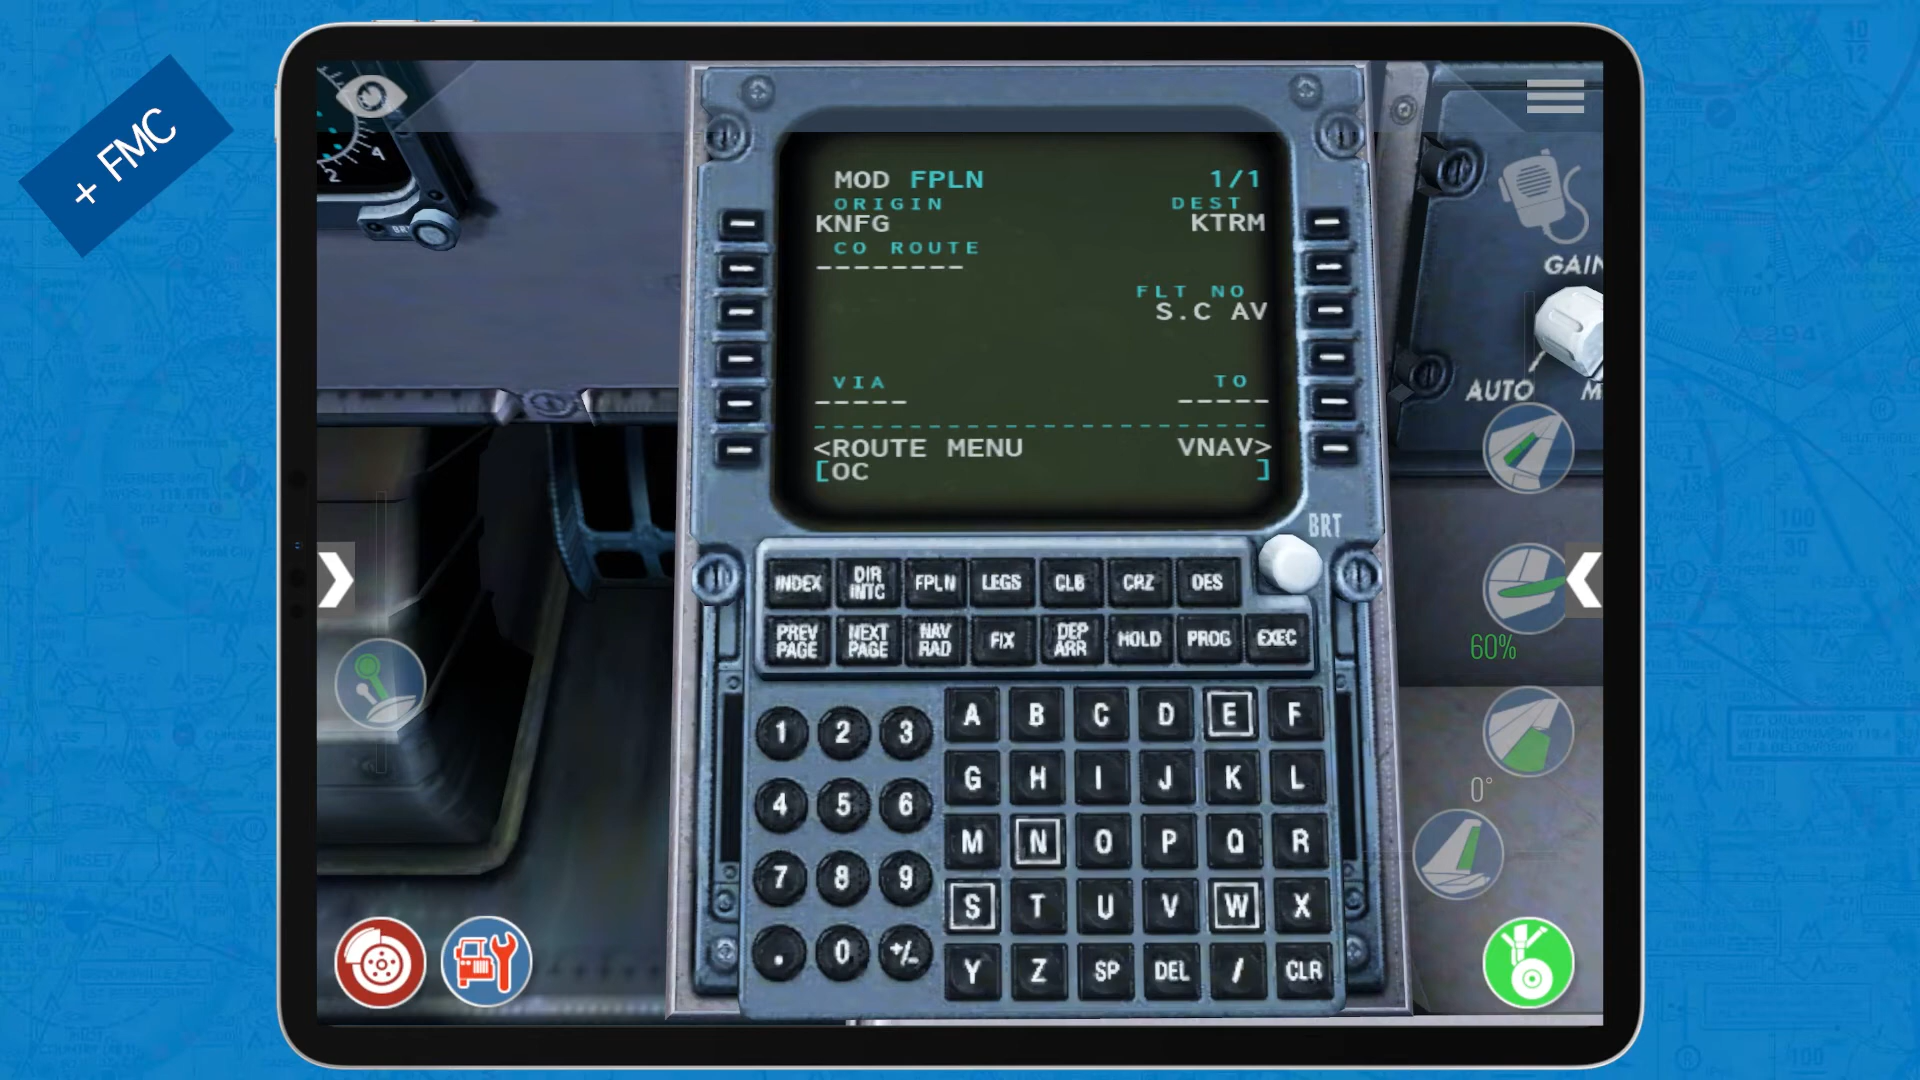 + FMC
4
2
BRT
MOD FPLN 1/1
ORIGIN DEST
KNFG KTRM
CO ROUTE
--------
FLT NO
S.C AV
VIA TO
----- -----
<ROUTE MENU VNAV>
[OC ]
BRT
INDEX DIR INTC FPLN LEGS CLB CRZ DES
PREV PAGE NEXT PAGE NAV RAD FIX DEP ARR HOLD PROG EXEC
1 2 3 A B C D E F
4 5 6 G H I J K L
7 8 9 M N O P Q R
. 0 +/- S T U V W X
Y Z SP DEL / CLR
GAIN
AUTO
60%
0°